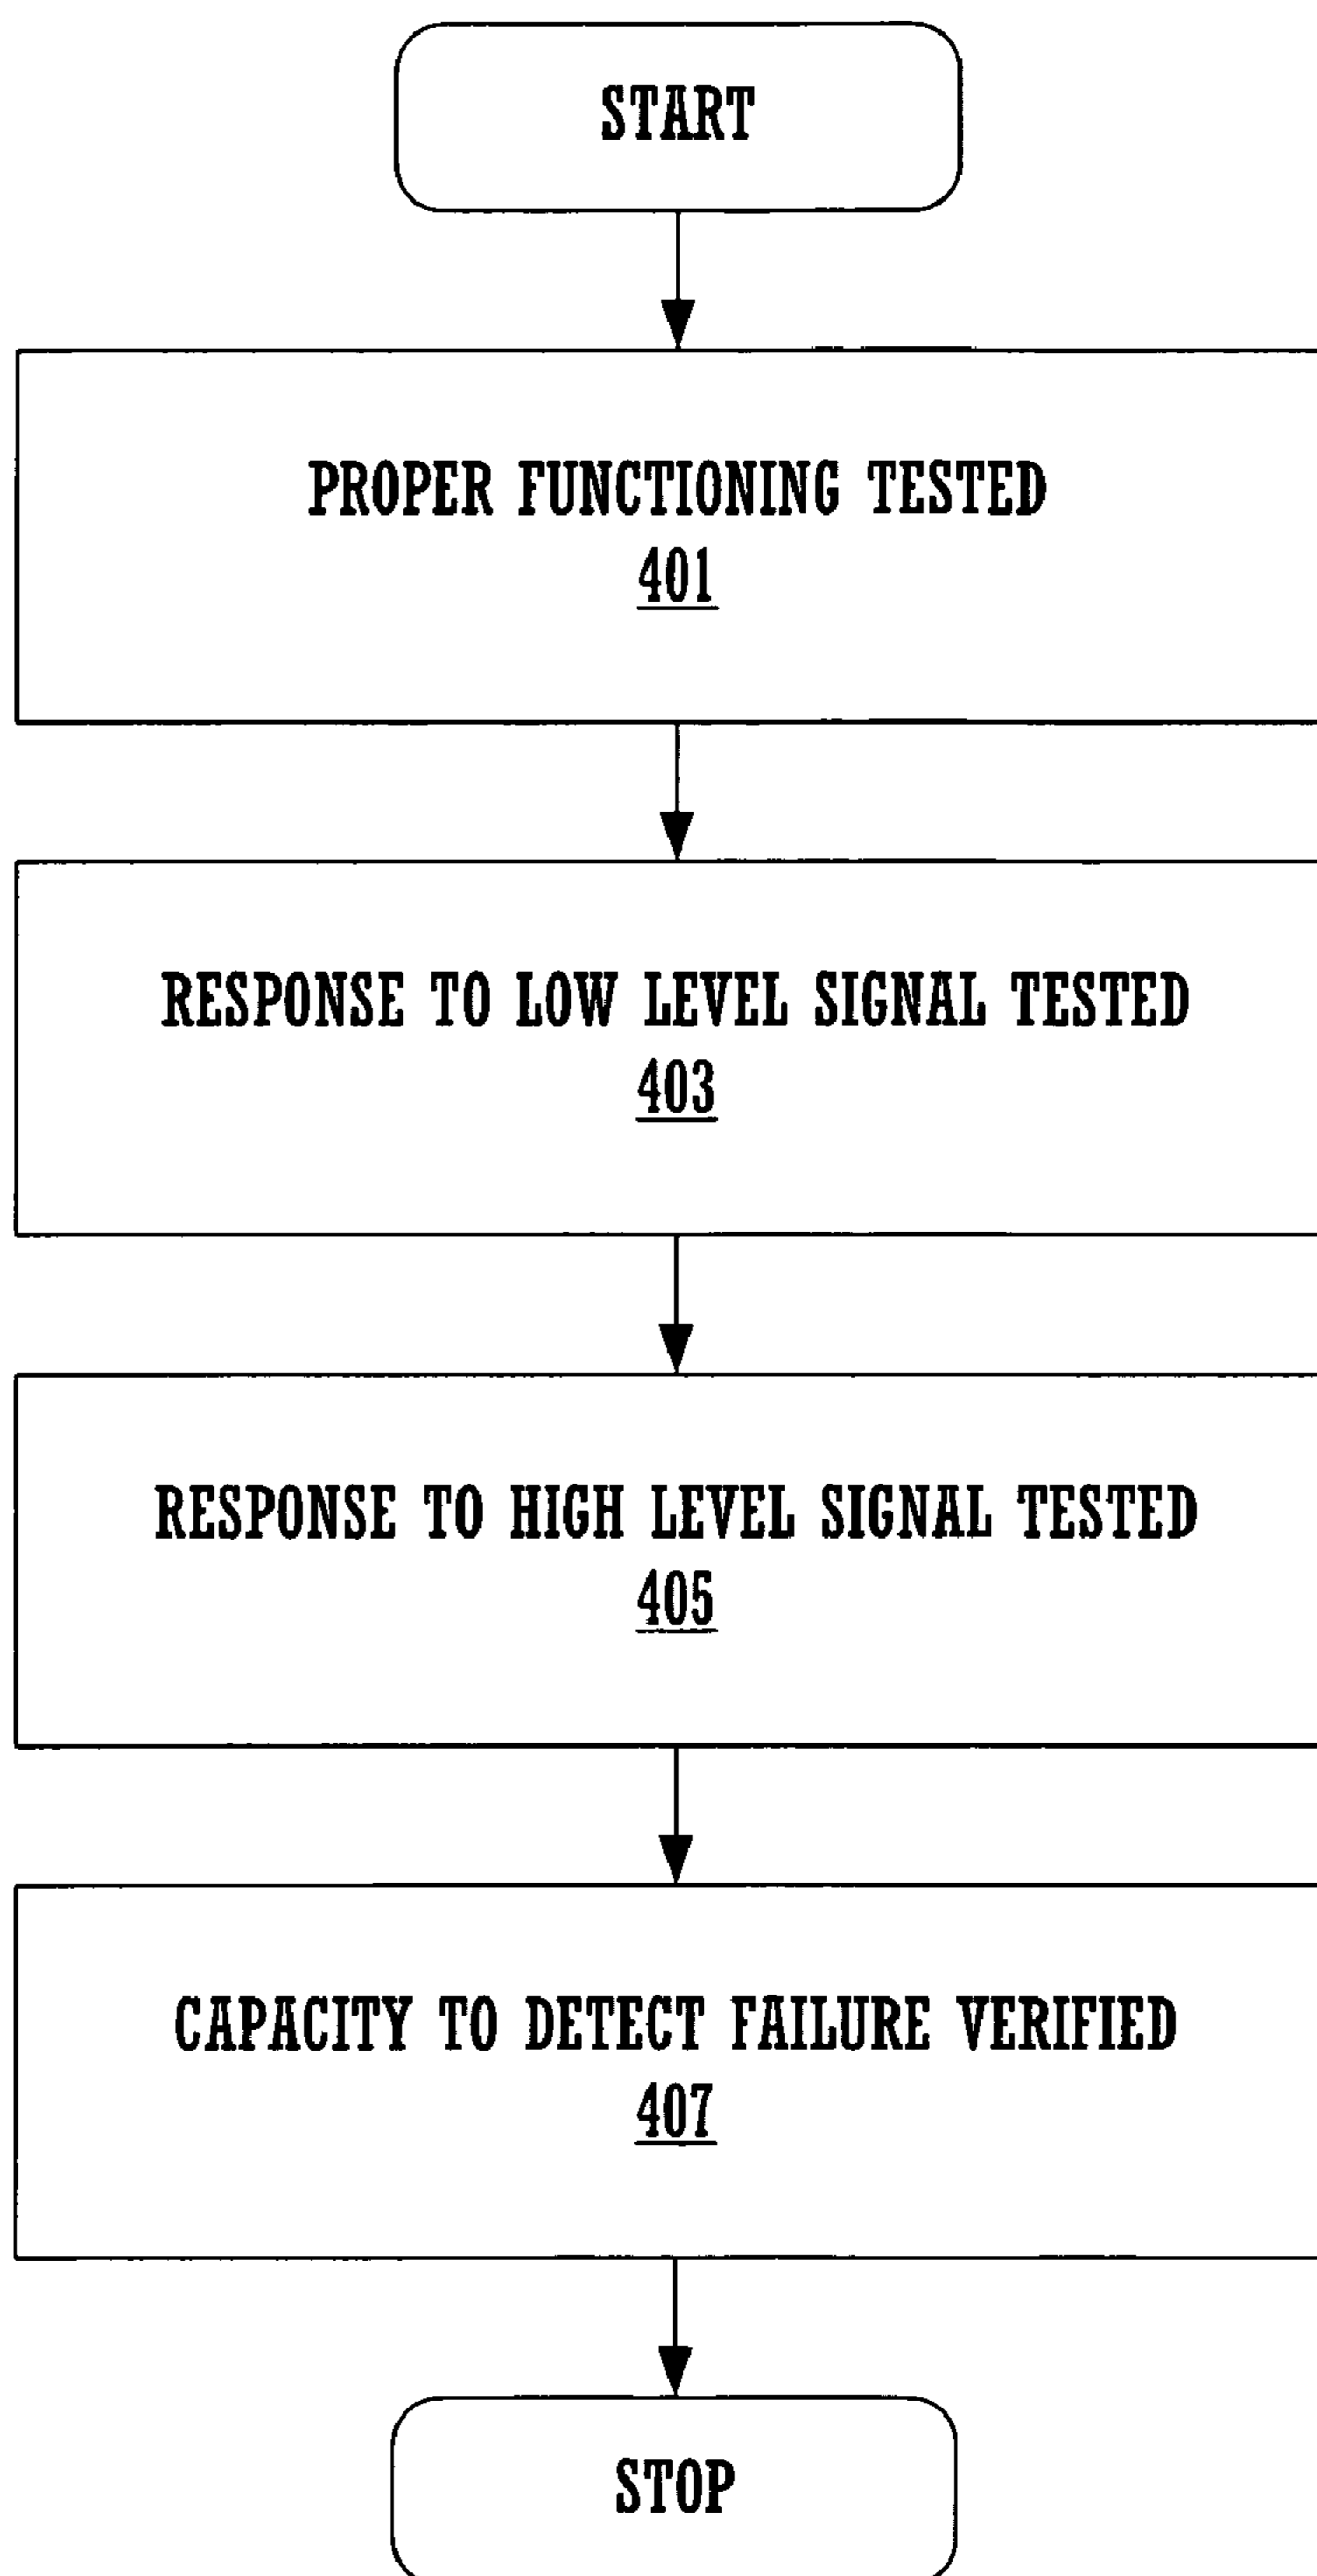 START
PROPER FUNCTIONING TESTED
401
RESPONSE TO LOW LEVEL SIGNAL TESTED
403
RESPONSE TO HIGH LEVEL SIGNAL TESTED
405
CAPACITY TO DETECT FAILURE VERIFIED
407
STOP